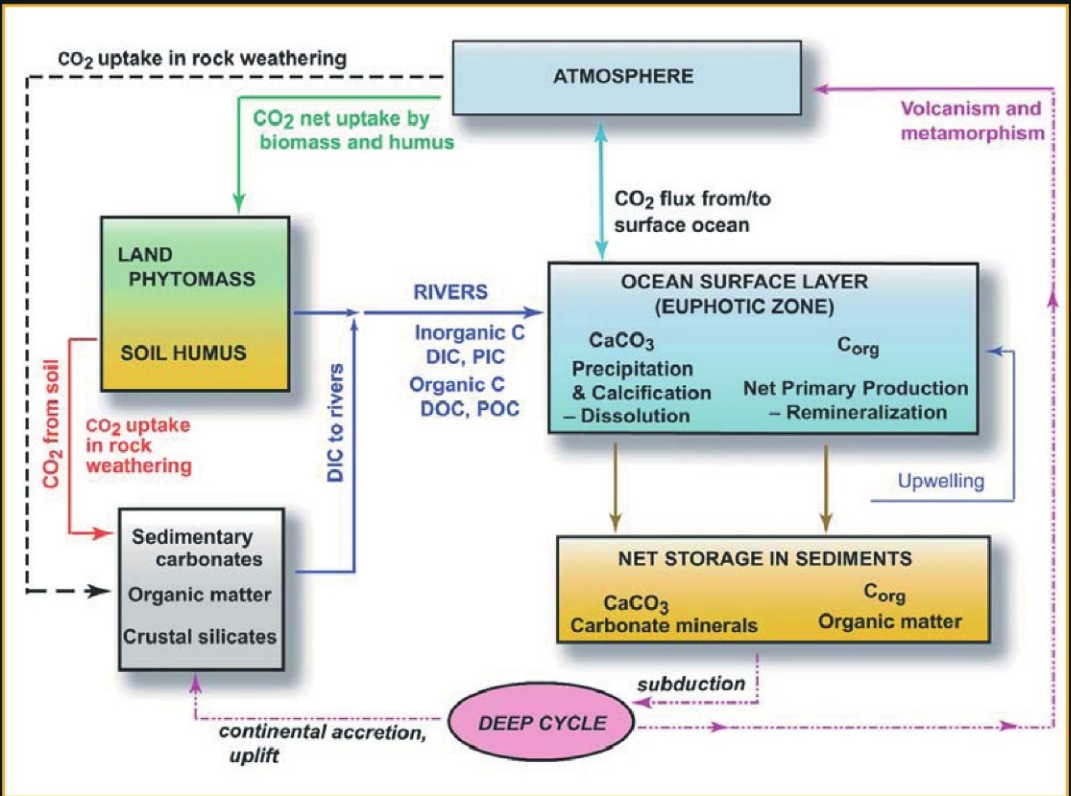 CO2 uptake in rock weathering
ATMOSPHERE
CO2 net uptake by
biomass and humus
Volcanism and
metamorphism
CO2 flux from/to
surface ocean
LAND
PHYTOMASS
SOIL HUMUS
RIVERS
Inorganic C
DIC, PIC
Organic C
DOC, POC
OCEAN SURFACE LAYER
(EUPHOTIC ZONE)
CaCO3
Precipitation
& Calcification
– Dissolution
Corg
Net Primary Production
– Remineralization
CO2 from soil
CO2 uptake
in rock
weathering
DIC to rivers
Upwelling
Sedimentary
carbonates
Organic matter
Crustal silicates
NET STORAGE IN SEDIMENTS
CaCO3
Carbonate minerals
Corg
Organic matter
subduction
DEEP CYCLE
continental accretion,
uplift